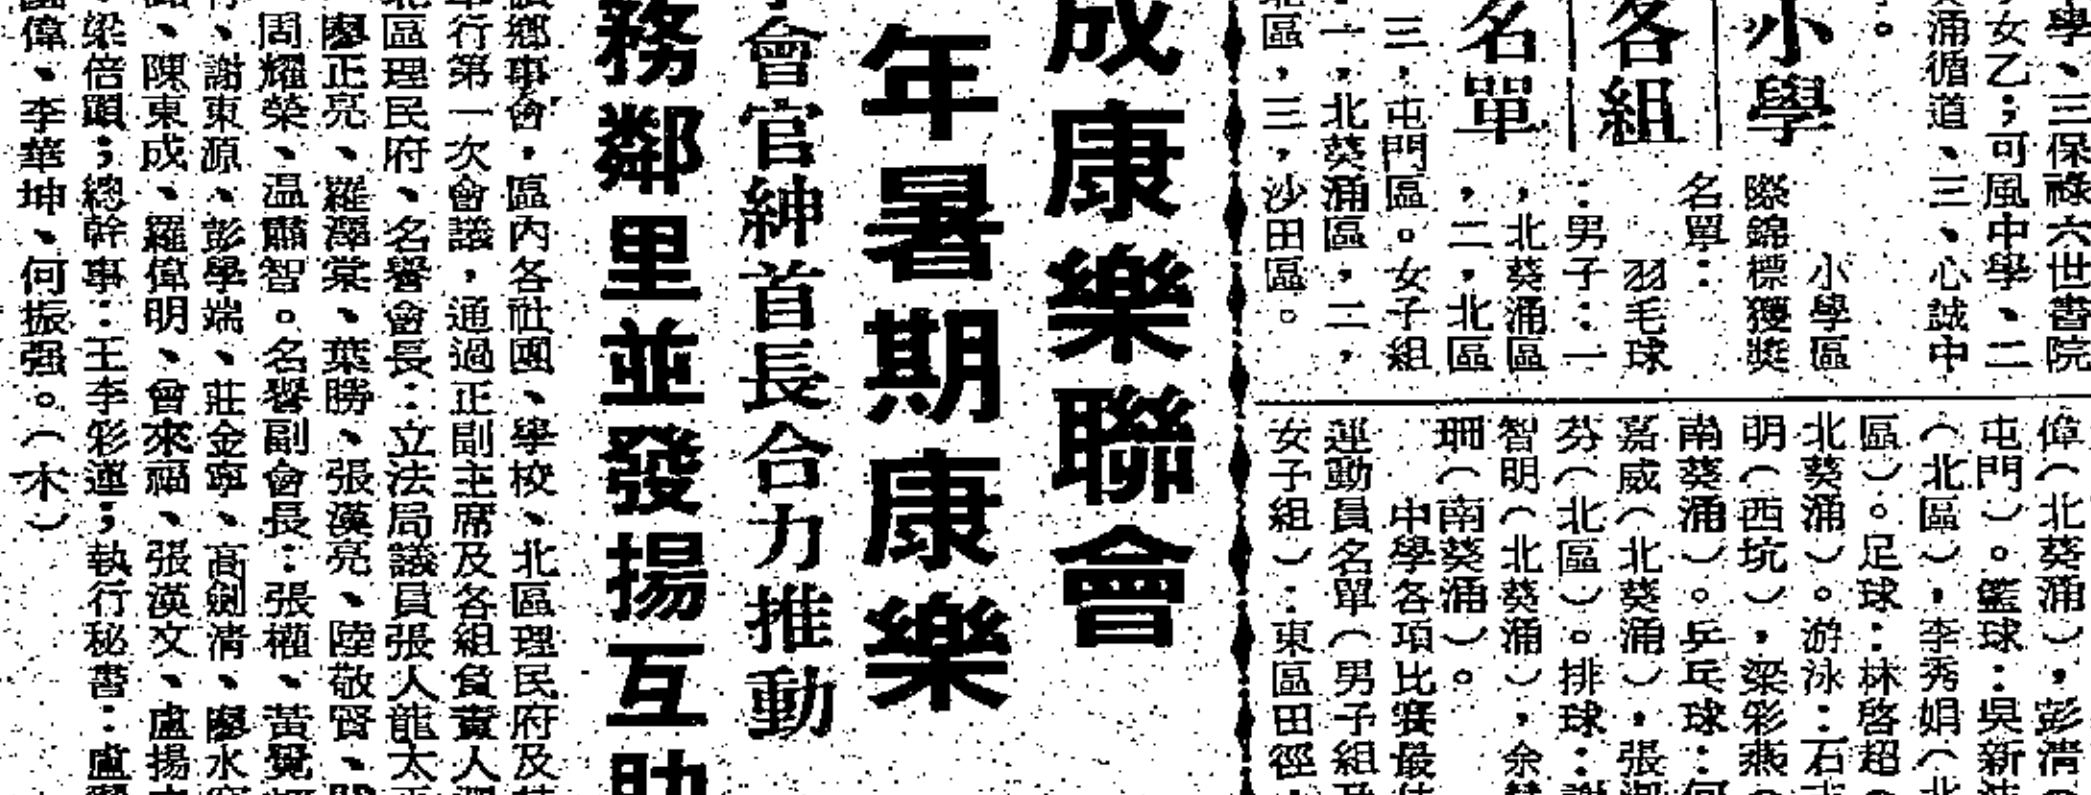 學、三保祿六世書院
女乙；可風中學、二
涌循道、三、心誠中
。
小學
各組
名單
小學區
際錦標獲獎
名單：
羽毛球
：男子：一
，北葵涌區
，二，北區
三，屯門區。女子組
：一，北葵涌區，二，
北區，三，沙田區。
偉（北葵涌），彭清
屯門）。籃球：吳新
（北區），李秀娟（北
區）。足球：林啓超
北葵涌）。游泳：石
明（西坑），梁彩燕
南葵涌）。乒乓球：何
嘉威（北葵涌），張
芬（北區）。排球：謝
智明（北葵涌），余
珊（南葵涌）。
中學各項比賽最
運動員名單（男子組及
女子組）：東區田徑
成康樂聯會
年暑期康樂
會官紳首長合力推動
務鄰里並發揚互助
鄉事會，區內各社團、學校、北區理民府及
行第一次會議，通過正副主席及各組負責人
北區理民府、名譽會長：立法局議員張人龍太平
廖正亮、羅澤棠、葉勝、張漢亮、陸敬賢、
周耀榮、温肅智。名譽副會長：張權、黃覺
、謝東源、彭學端、莊金寧、高劍清、廖水
、陳東成、羅偉明、曾來福、張漢文、盧揚
梁倍顯；總幹事：王李彩運；執行秘書：盧
偉、李華坤、何振强。（木）